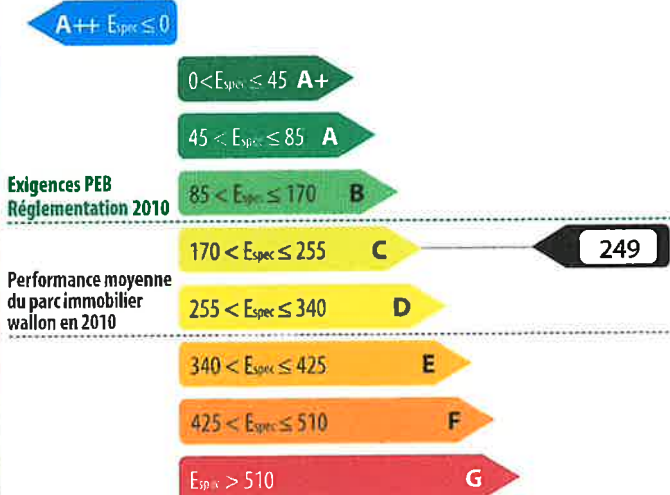 A++ Espec ≤ 0
0 < Espec ≤ 45 A+
45 < Espec ≤ 85 A
Exigences PEB
Réglementation 2010
85 < Espec ≤ 170 B
170 < Espec ≤ 255 C
249
Performance moyenne
du parc immobilier
wallon en 2010
255 < Espec ≤ 340 D
340 < Espec ≤ 425 E
425 < Espec ≤ 510 F
Espec > 510 G